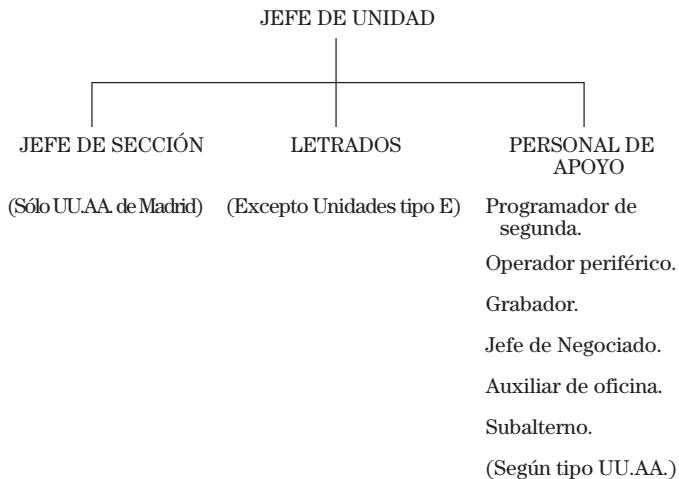 JEFE DE UNIDAD
JEFE DE SECCIÓN
(Sólo UU.AA. de Madrid)
LETRADOS
(Excepto Unidades tipo E)
PERSONAL DE
APOYO
Programador de
segunda.
Operador periférico.
Grabador.
Jefe de Negociado.
Auxiliar de oficina.
Subalterno.
(Según tipo UU.AA.)